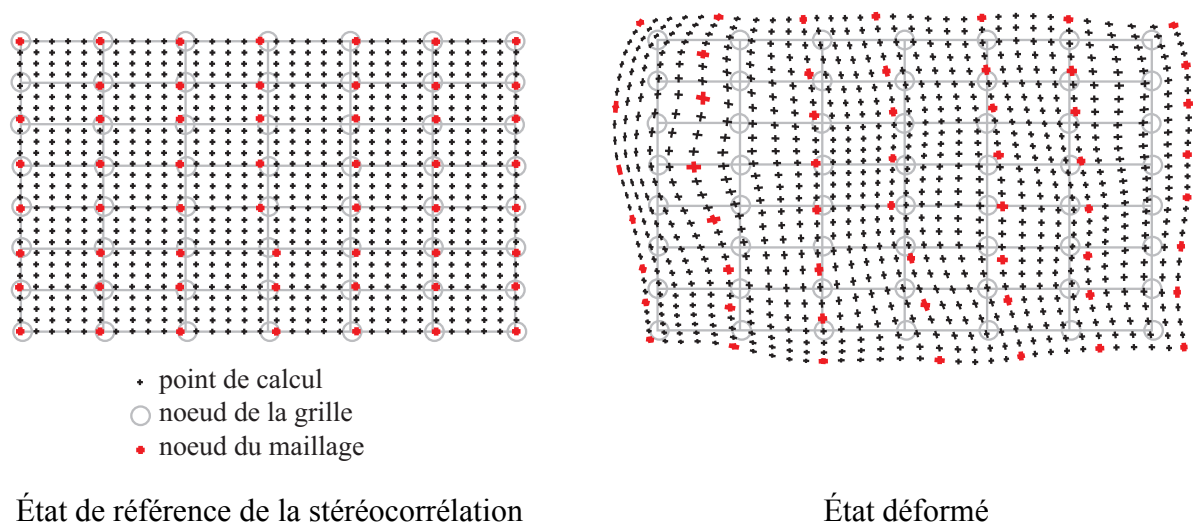 point de calcul
noeud de la grille
noeud du maillage
État de référence de la stéréocorrélation
État déformé